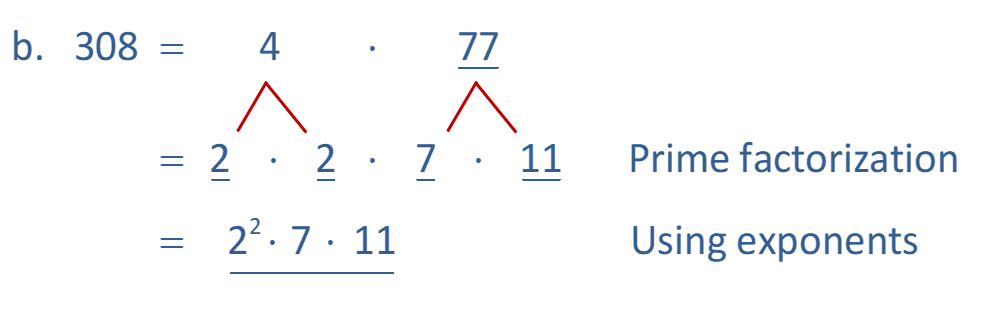 b. 308 = 4 · 77
= 2 · 2 · 7 · 11 Prime factorization
= 2² · 7 · 11 Using exponents